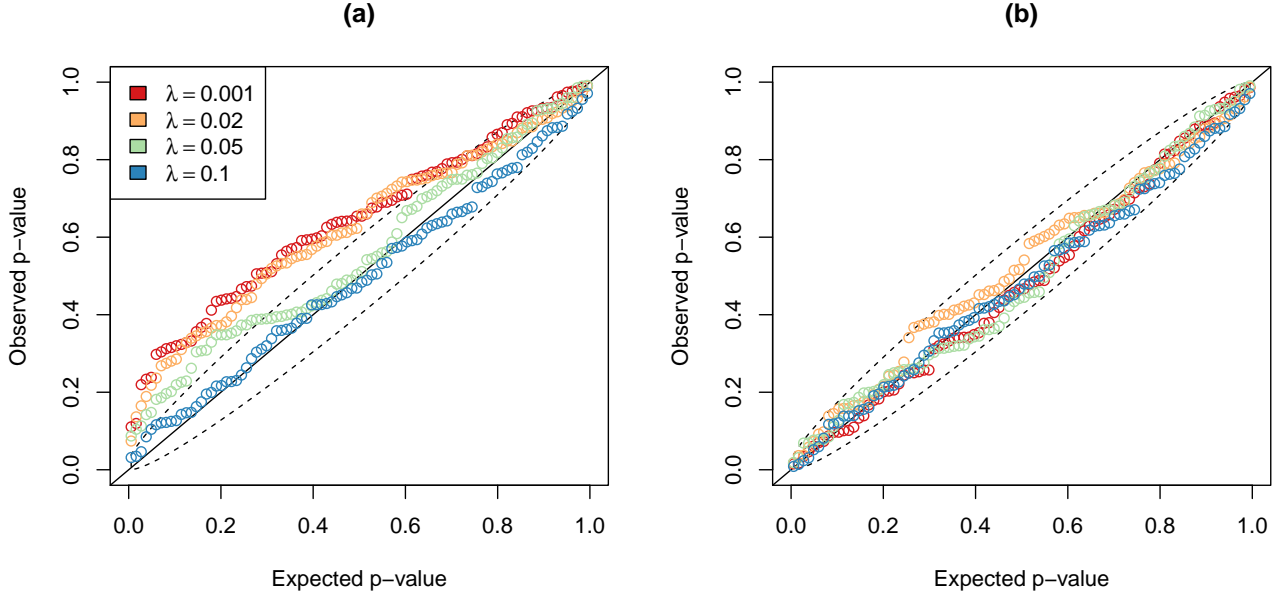 (a)
λ = 0.001
λ = 0.02
λ = 0.05
λ = 0.1
Observed p−value
0.0
0.2
0.4
0.6
0.8
1.0
0.0 0.2 0.4 0.6 0.8 1.0
Expected p−value
(b)
Observed p−value
0.0
0.2
0.4
0.6
0.8
1.0
0.0 0.2 0.4 0.6 0.8 1.0
Expected p−value